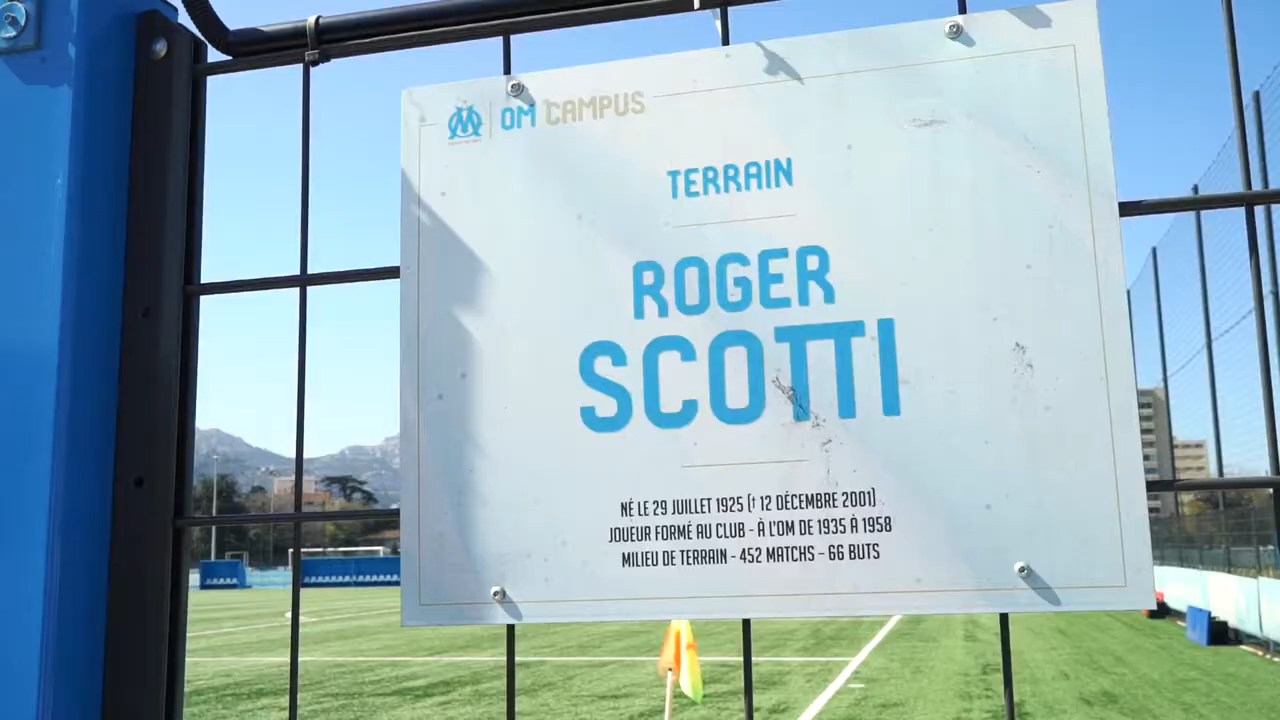 OM CAMPUS
TERRAIN
ROGER
SCOTTI
NÉ LE 29 JUILLET 1925 († 12 DÉCEMBRE 2001)
JOUEUR FORMÉ AU CLUB - À L'OM DE 1935 À 1958
MILIEU DE TERRAIN - 452 MATCHS - 66 BUTS